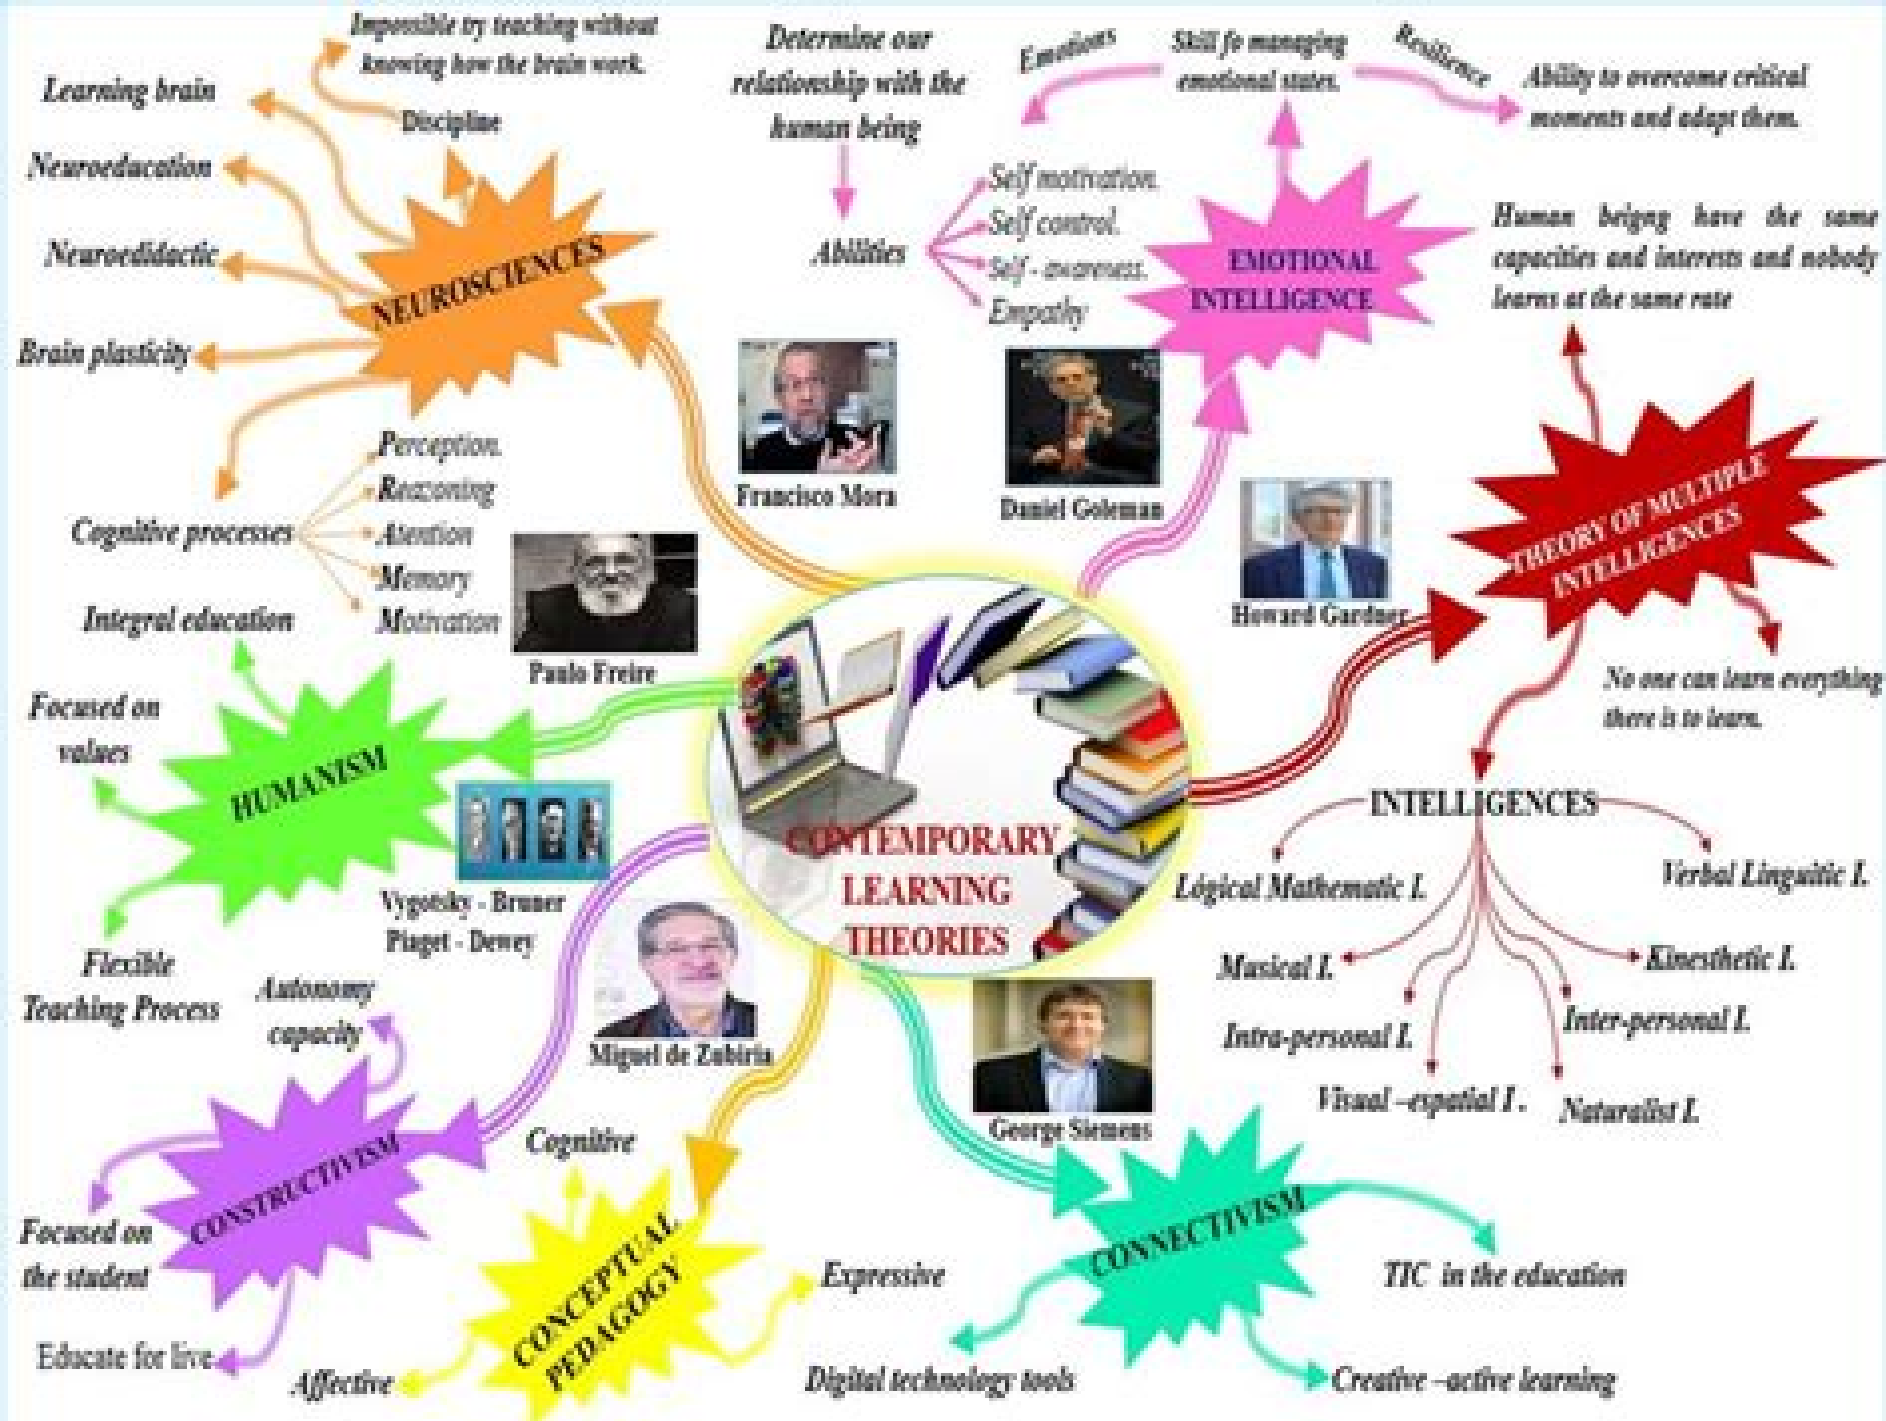 Impossible try teaching without
knowing how the brain work.
Discipline
Learning brain
Neuroeducation
Neuroedidactic
Brain plasticity
NEUROSCIENCES
Cognitive processes
Perception.
Reazoning
Atention
Memory
Motivation
Determine our
relationship with the
human being
Abilities
Self motivation.
Self control.
Self - awareness.
Empathy
Emotions
Skill fo managing
emotional states.
Resilience
Ability to overcome critical
moments and adapt them.
EMOTIONAL
INTELLIGENCE
Francisco Mora
Daniel Goleman
Human beigng have the same
capacities and interests and nobody
learns at the same rate
THEORY OF MULTIPLE
INTELLIGENCES
Howard Gardner
No one can learn everything
there is to learn.
INTELLIGENCES
Lógical Mathematic I.
Verbal Linguitic I.
Musical I.
Kinesthetic I.
Intra-personal I.
Inter-personal I.
Visual –espatial I .
Naturalist I.
Paulo Freire
Integral education
Focused on
values
HUMANISM
Flexible
Teaching Process
Vygotsky - Bruner
Piaget - Dewey
CONTEMPORARY
LEARNING
THEORIES
Autonomy
capacity
CONSTRUCTIVISM
Focused on
the student
Educate for live
Miguel de Zubiria
Cognitive
CONCEPTUAL
PEDAGOGY
Affective
Expressive
George Siemens
CONNECTIVISM
TIC in the education
Digital technology tools
Creative –active learning